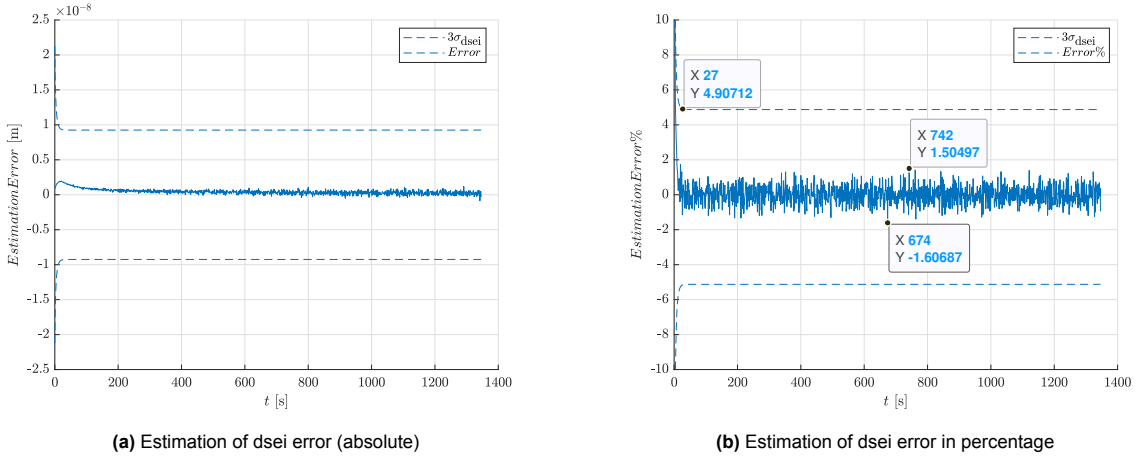 ×10⁻⁸
2.5
2
1.5
1
0.5
0
-0.5
-1
-1.5
-2
-2.5
EstimationError [m]
0 200 400 600 800 1000 1200 1400
t [s]
3σdsei
Error
(a) Estimation of dsei error (absolute)
10
8
6
4
2
0
-2
-4
-6
-8
-10
EstimationError%
0 200 400 600 800 1000 1200 1400
t [s]
3σdsei
Error%
X 27
Y 4.90712
X 742
Y 1.50497
X 674
Y -1.60687
(b) Estimation of dsei error in percentage